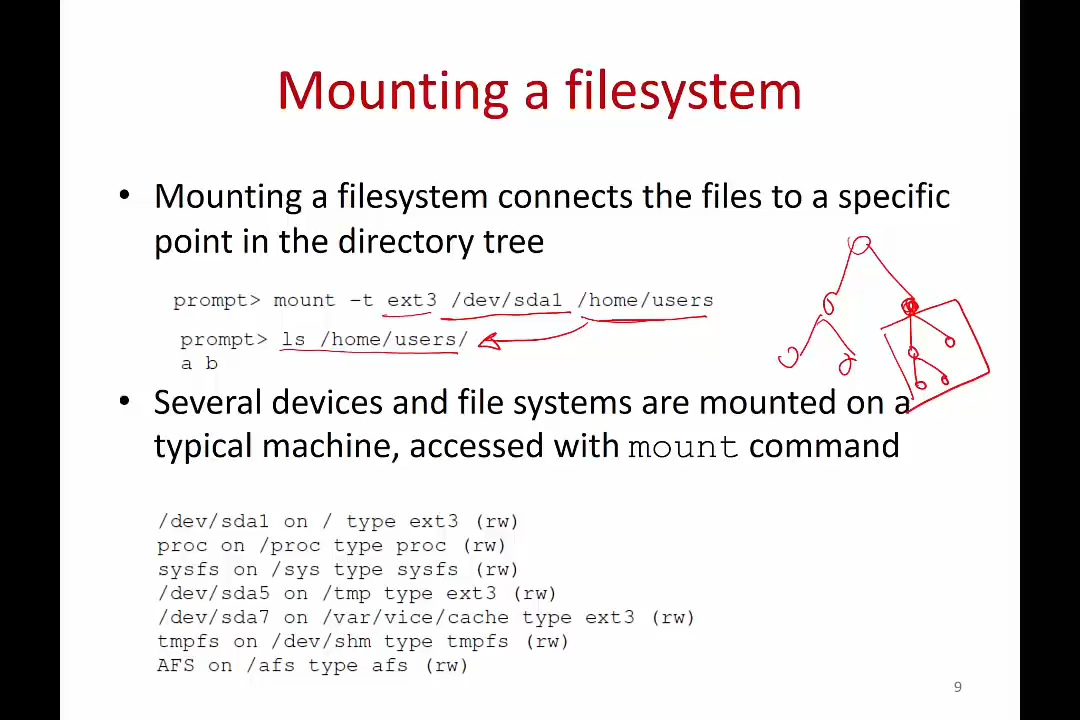 Mounting a filesystem
• Mounting a filesystem connects the files to a specific
point in the directory tree
prompt> mount -t ext3 /dev/sda1 /home/users
prompt> ls /home/users/
a b
• Several devices and file systems are mounted on a
typical machine, accessed with mount command
/dev/sda1 on / type ext3 (rw)
proc on /proc type proc (rw)
sysfs on /sys type sysfs (rw)
/dev/sda5 on /tmp type ext3 (rw)
/dev/sda7 on /var/vice/cache type ext3 (rw)
tmpfs on /dev/shm type tmpfs (rw)
AFS on /afs type afs (rw)
9